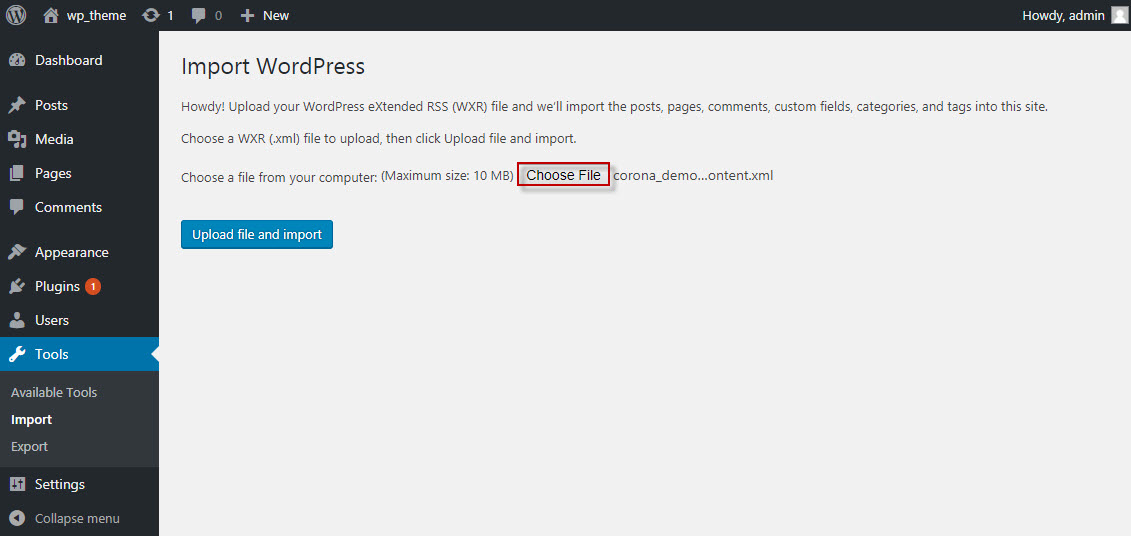 wp_theme 1 0 New Howdy, admin
Dashboard
Posts
Media
Pages
Comments
Appearance
Plugins 1
Users
Tools
Available Tools
Import
Export
Settings
Collapse menu
Import WordPress
Howdy! Upload your WordPress eXtended RSS (WXR) file and we'll import the posts, pages, comments, custom fields, categories, and tags into this site.
Choose a WXR (.xml) file to upload, then click Upload file and import.
Choose a file from your computer: (Maximum size: 10 MB) Choose File corona_demo...ontent.xml
Upload file and import